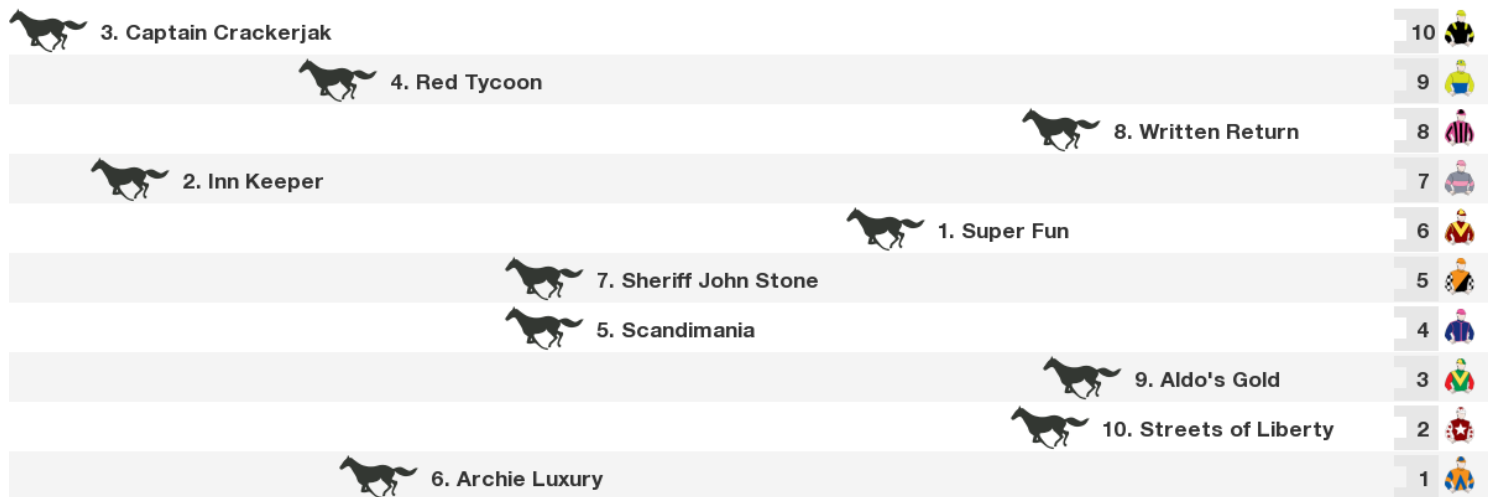 3. Captain Crackerjak 10
4. Red Tycoon 9
8. Written Return 8
2. Inn Keeper 7
1. Super Fun 6
7. Sheriff John Stone 5
5. Scandimania 4
9. Aldo's Gold 3
10. Streets of Liberty 2
6. Archie Luxury 1